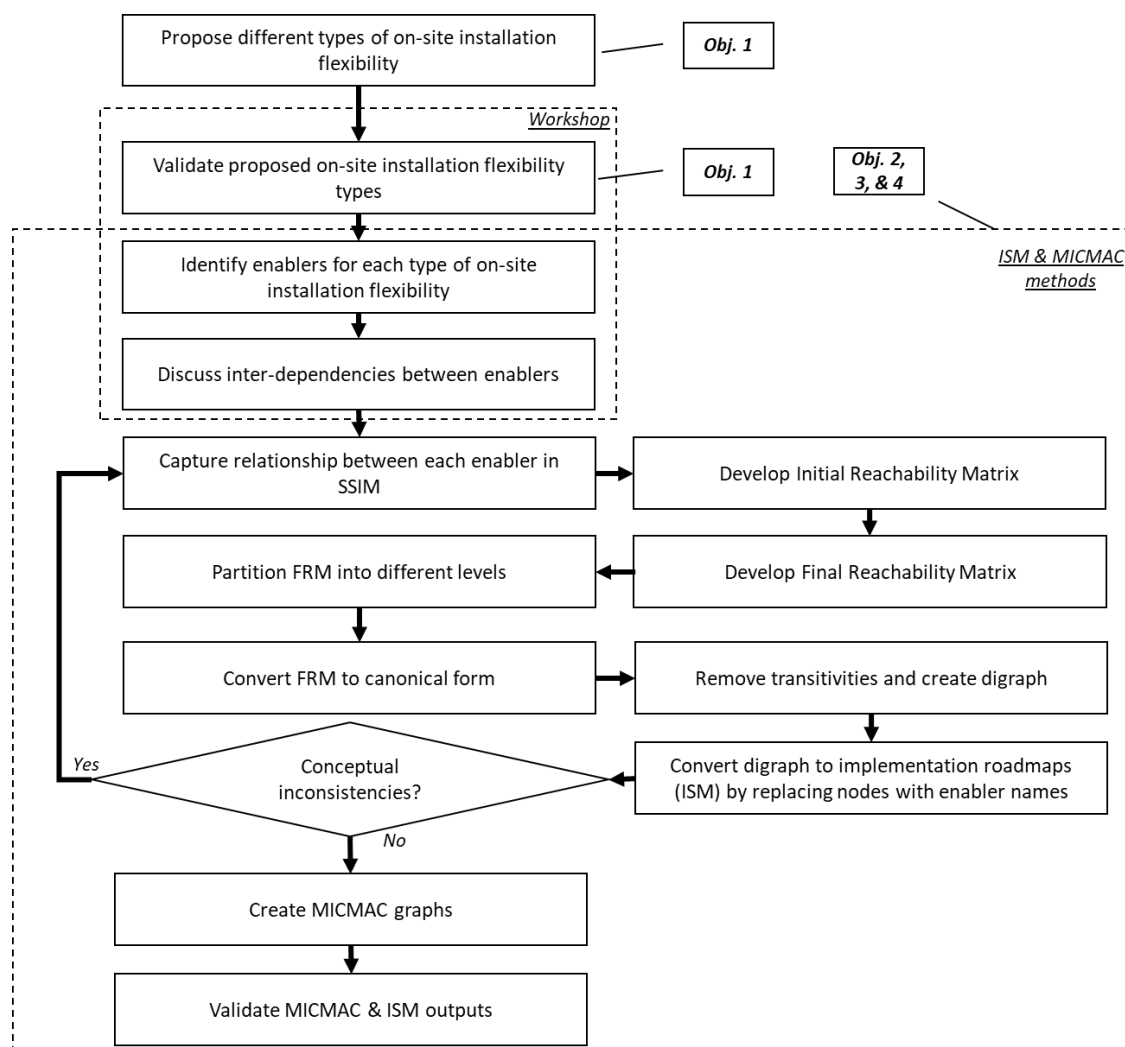 Propose different types of on-site installation
flexibility
Obj. 1
Workshop
Validate proposed on-site installation flexibility
types
Obj. 1
Obj. 2,
3, & 4
Identify enablers for each type of on-site
installation flexibility
ISM & MICMAC
methods
Discuss inter-dependencies between enablers
Capture relationship between each enabler in
SSIM
Develop Initial Reachability Matrix
Partition FRM into different levels
Develop Final Reachability Matrix
Convert FRM to canonical form
Remove transitivities and create digraph
Yes
Conceptual
inconsistencies?
Convert digraph to implementation roadmaps
(ISM) by replacing nodes with enabler names
No
Create MICMAC graphs
Validate MICMAC & ISM outputs